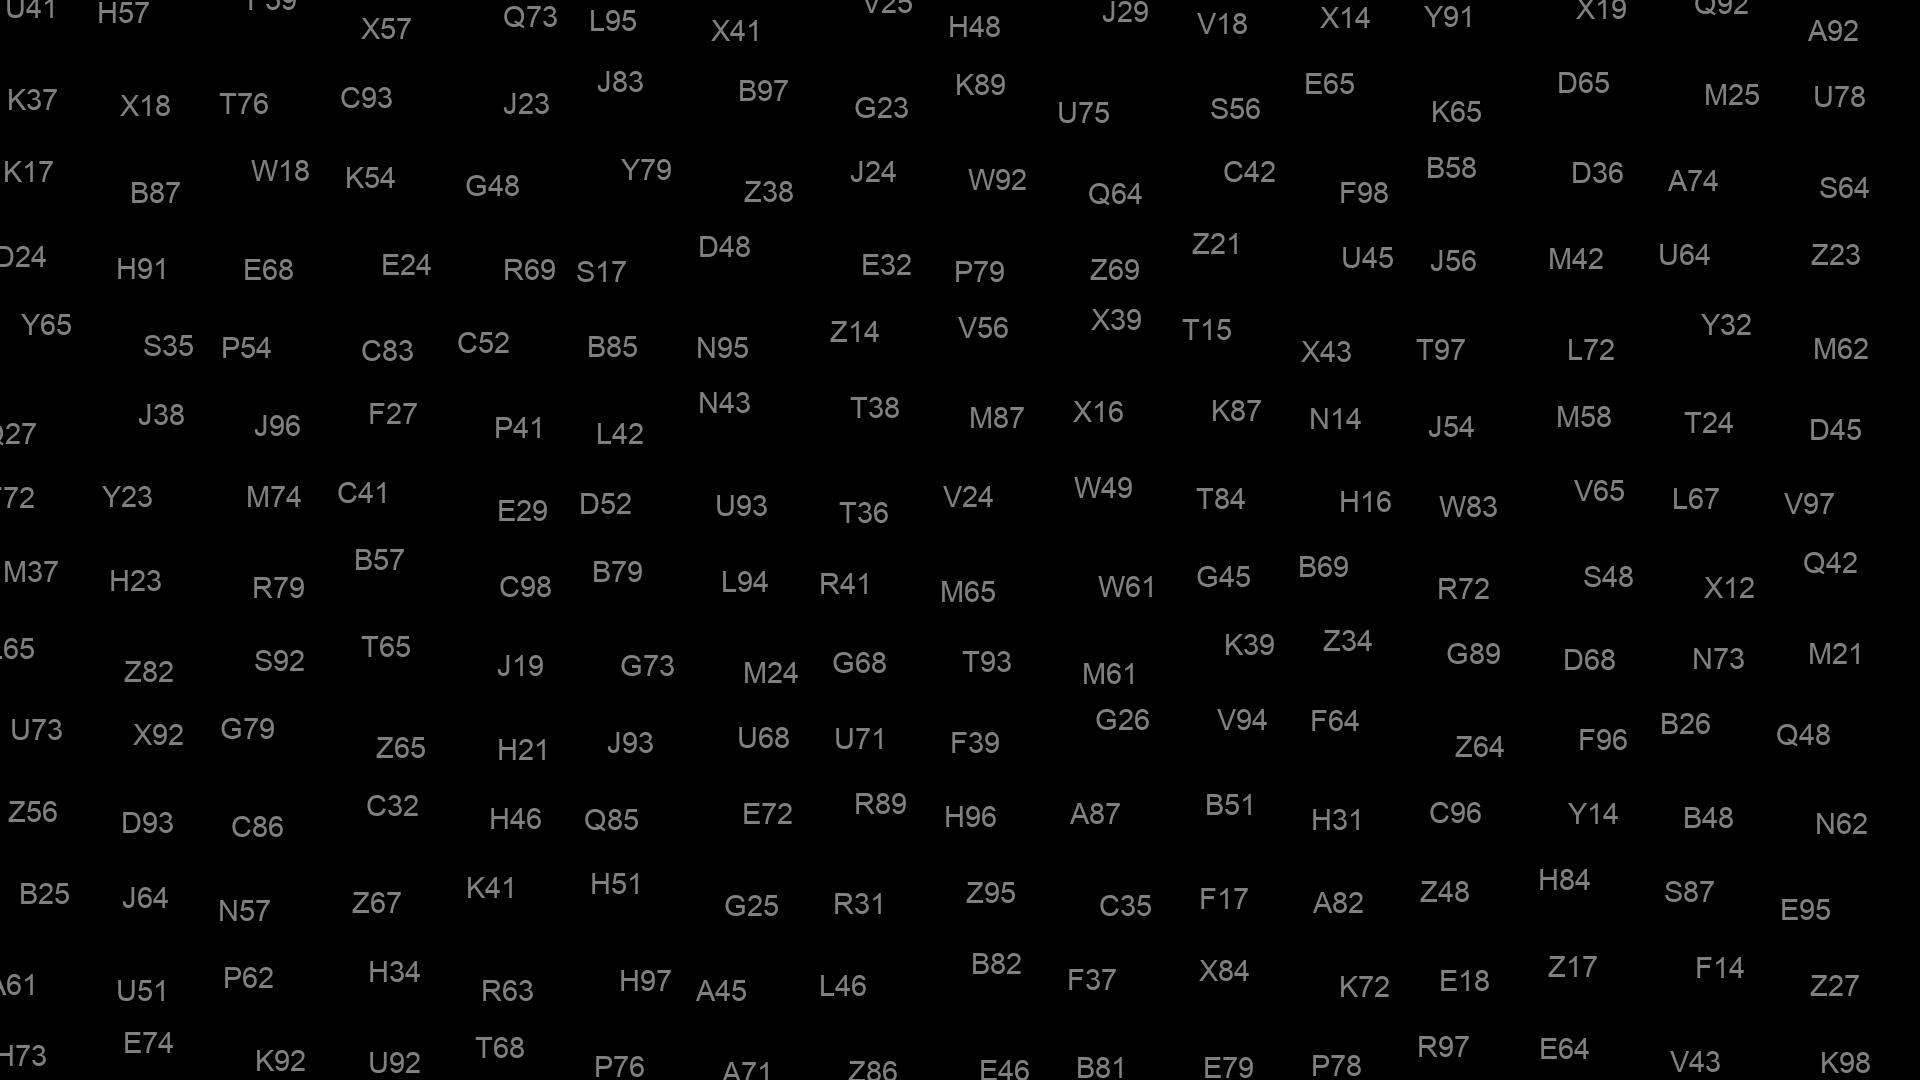 U41 H57 F59 X57 Q73 L95 X41 V25 H48 J29 V18 X14 Y91 X19 Q92 A92
K37 X18 T76 C93 J23 J83 B97 G23 K89 U75 S56 E65 K65 D65 M25 U78
K17 B87 W18 K54 G48 Y79 Z38 J24 W92 Q64 C42 F98 B58 D36 A74 S64
D24 H91 E68 E24 R69 S17 D48 E32 P79 Z69 Z21 U45 J56 M42 U64 Z23
Y65 S35 P54 C83 C52 B85 N95 Z14 V56 X39 T15 X43 T97 L72 Y32 M62
Q27 J38 J96 F27 P41 L42 N43 T38 M87 X16 K87 N14 J54 M58 T24 D45
72 Y23 M74 C41 E29 D52 U93 T36 V24 W49 T84 H16 W83 V65 L67 V97
M37 H23 R79 B57 C98 B79 L94 R41 M65 W61 G45 B69 R72 S48 X12 Q42
65 Z82 S92 T65 J19 G73 M24 G68 T93 M61 K39 Z34 G89 D68 N73 M21
U73 X92 G79 Z65 H21 J93 U68 U71 F39 G26 V94 F64 Z64 F96 B26 Q48
Z56 D93 C86 C32 H46 Q85 E72 R89 H96 A87 B51 H31 C96 Y14 B48 N62
B25 J64 N57 Z67 K41 H51 G25 R31 Z95 C35 F17 A82 Z48 H84 S87 E95
A61 U51 P62 H34 R63 H97 A45 L46 B82 F37 X84 K72 E18 Z17 F14 Z27
H73 E74 K92 U92 T68 P76 A71 Z86 E46 B81 E79 P78 R97 E64 V43 K98